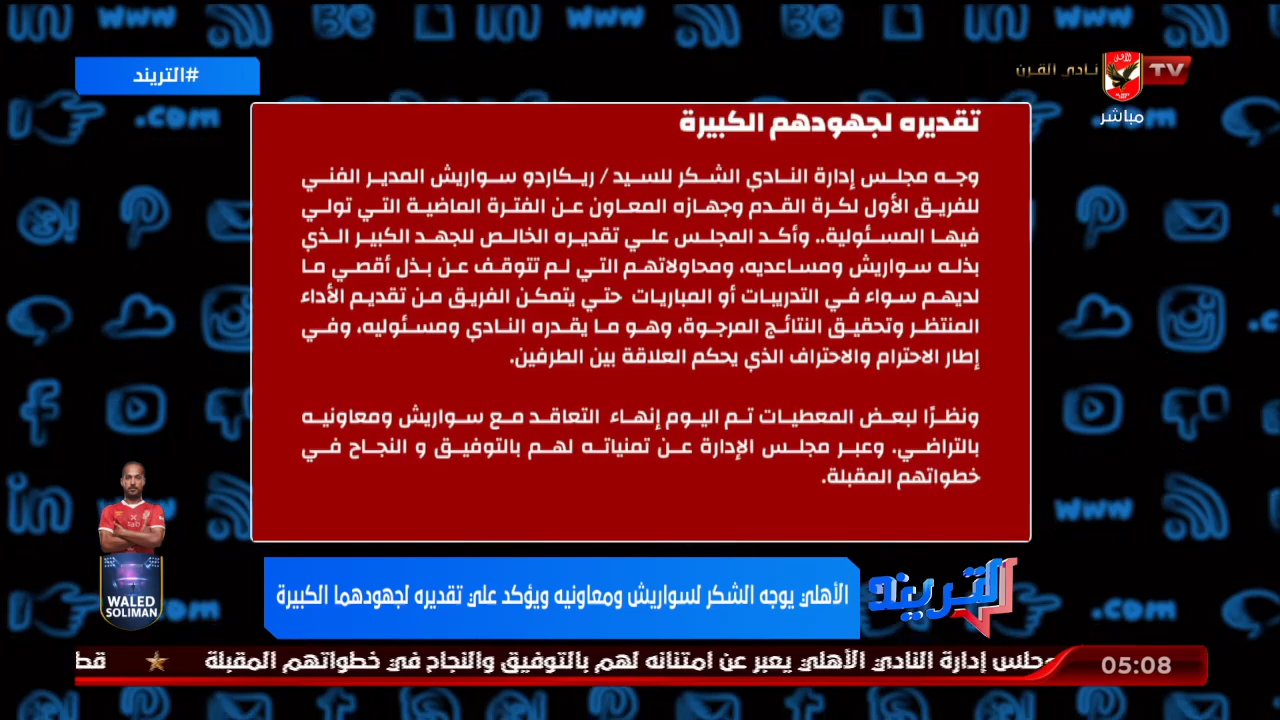 #التريند
نادي القرن
TV
مباشر
تقديره لجهودهم الكبيرة
وجه مجلس إدارة النادي الشكر للسيد / ريكاردو سواريش المدير الفني
للفريق الأول لكرة القدم وجهازه المعاون عن الفترة الماضية التي تولي
فيها المسئولية.. وأكد المجلس علي تقديره الخالص للجهد الكبير الذي
بذله سواريش ومساعديه، ومحاولاتهم التي لم تتوقف عن بذل أقصي ما
لديهم سواء في التدريبات أو المباريات حتي يتمكن الفريق من تقديم الأداء
المنتظر وتحقيق النتائج المرجوة، وهو ما يقدره النادي ومسئوليه، وفي
إطار الاحترام والاحتراف الذي يحكم العلاقة بين الطرفين.
ونظرًا لبعض المعطيات تم اليوم إنهاء التعاقد مع سواريش ومعاونيه
بالتراضي. وعبر مجلس الإدارة عن تمنياته لهم بالتوفيق و النجاح في
خطواتهم المقبلة.
WALED
SOLIMAN
التريند
الأهلي يوجه الشكر لسواريش ومعاونيه ويؤكد علي تقديره لجهودهما الكبيرة
مجلس إدارة النادي الأهلي يعبر عن امتنانه لهم بالتوفيق والنجاح في خطواتهم المقبلة
05:08